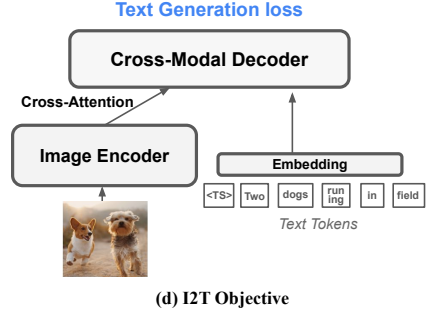 Text Generation loss
Cross-Modal Decoder
Cross-Attention
Image Encoder
Embedding
<TS> Two dogs run ing in field
Text Tokens
(d) I2T Objective